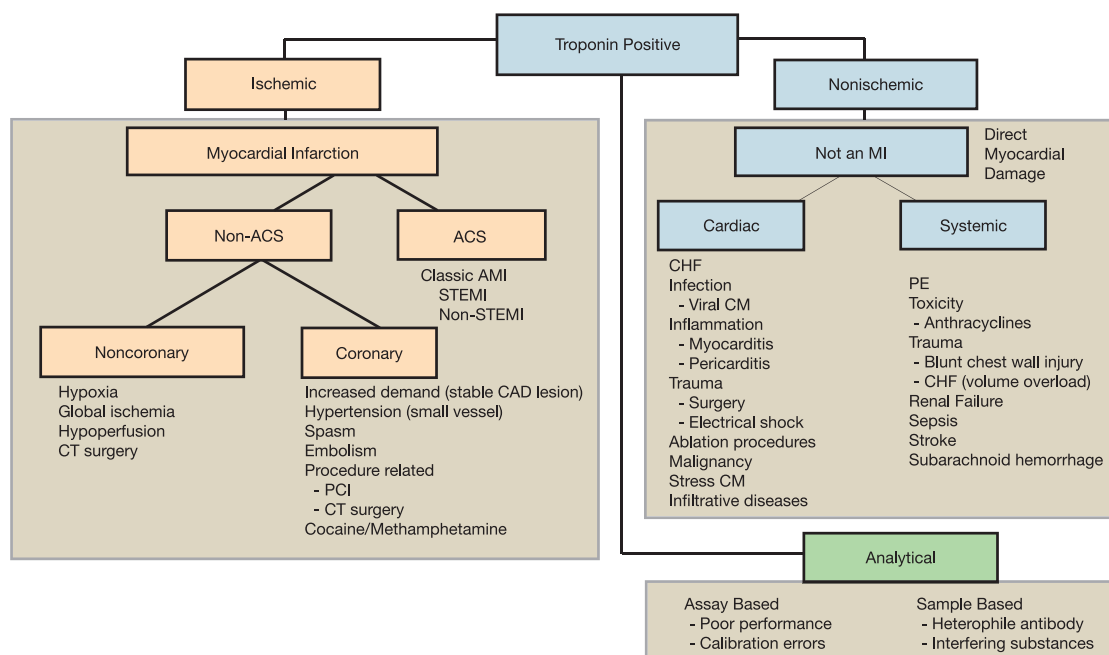 Troponin Positive
Ischemic
Nonischemic
Myocardial Infarction
Non-ACS
ACS
Classic AMI
STEMI
Non-STEMI
Noncoronary
Hypoxia
Global ischemia
Hypoperfusion
CT surgery
Coronary
Increased demand (stable CAD lesion)
Hypertension (small vessel)
Spasm
Embolism
Procedure related
- PCI
- CT surgery
Cocaine/Methamphetamine
Not an MI
Direct
Myocardial
Damage
Cardiac
CHF
Infection
- Viral CM
Inflammation
- Myocarditis
- Pericarditis
Trauma
- Surgery
- Electrical shock
Ablation procedures
Malignancy
Stress CM
Infiltrative diseases
Systemic
PE
Toxicity
- Anthracyclines
Trauma
- Blunt chest wall injury
- CHF (volume overload)
Renal Failure
Sepsis
Stroke
Subarachnoid hemorrhage
Analytical
Assay Based
- Poor performance
- Calibration errors
Sample Based
- Heterophile antibody
- Interfering substances